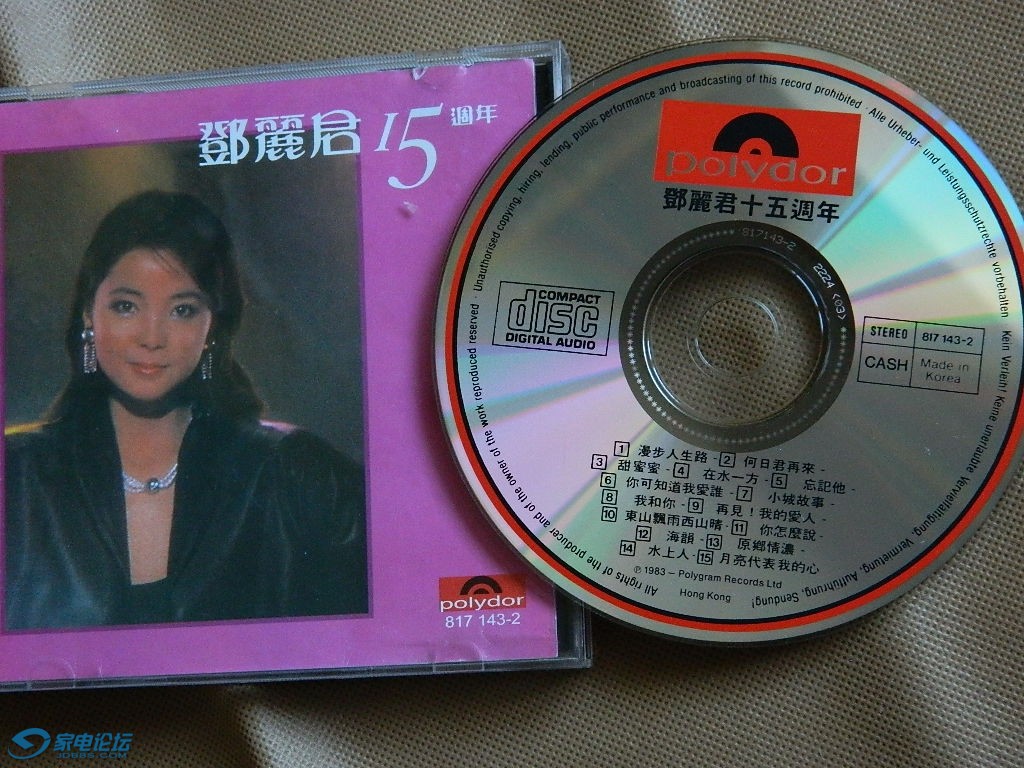 鄧麗君15週年
polydor
817 143-2
polydor
鄧麗君十五週年
817143-2 2224 <03>
COMPACT
disc
DIGITAL AUDIO
STEREO 817 143-2
CASH Made in Korea
1 漫步人生路 - 2 何日君再來 -
3 甜蜜蜜 - 4 在水一方 - 5 忘記他 -
6 你可知道我愛誰 - 7 小城故事 -
8 我和你 - 9 再見！我的愛人 -
10 東山飄雨西山晴 - 11 你怎麼說 -
12 海韻 - 13 原鄉情濃 -
14 水上人 - 15 月亮代表我的心
℗ 1983 – Polygram Records Ltd
Hong Kong
All rights of the producer and of the owner of the work reproduced reserved · Unauthorised copying, hiring, lending, public performance and broadcasting of this record prohibited · Alle Urheber- und Leistungsschutzrechte vorbehalten Kein Verleih! Keine unerlaubte Vervielfältigung, Vermietung, Aufführung, Sendung!
家电论坛
JDBBS.COM